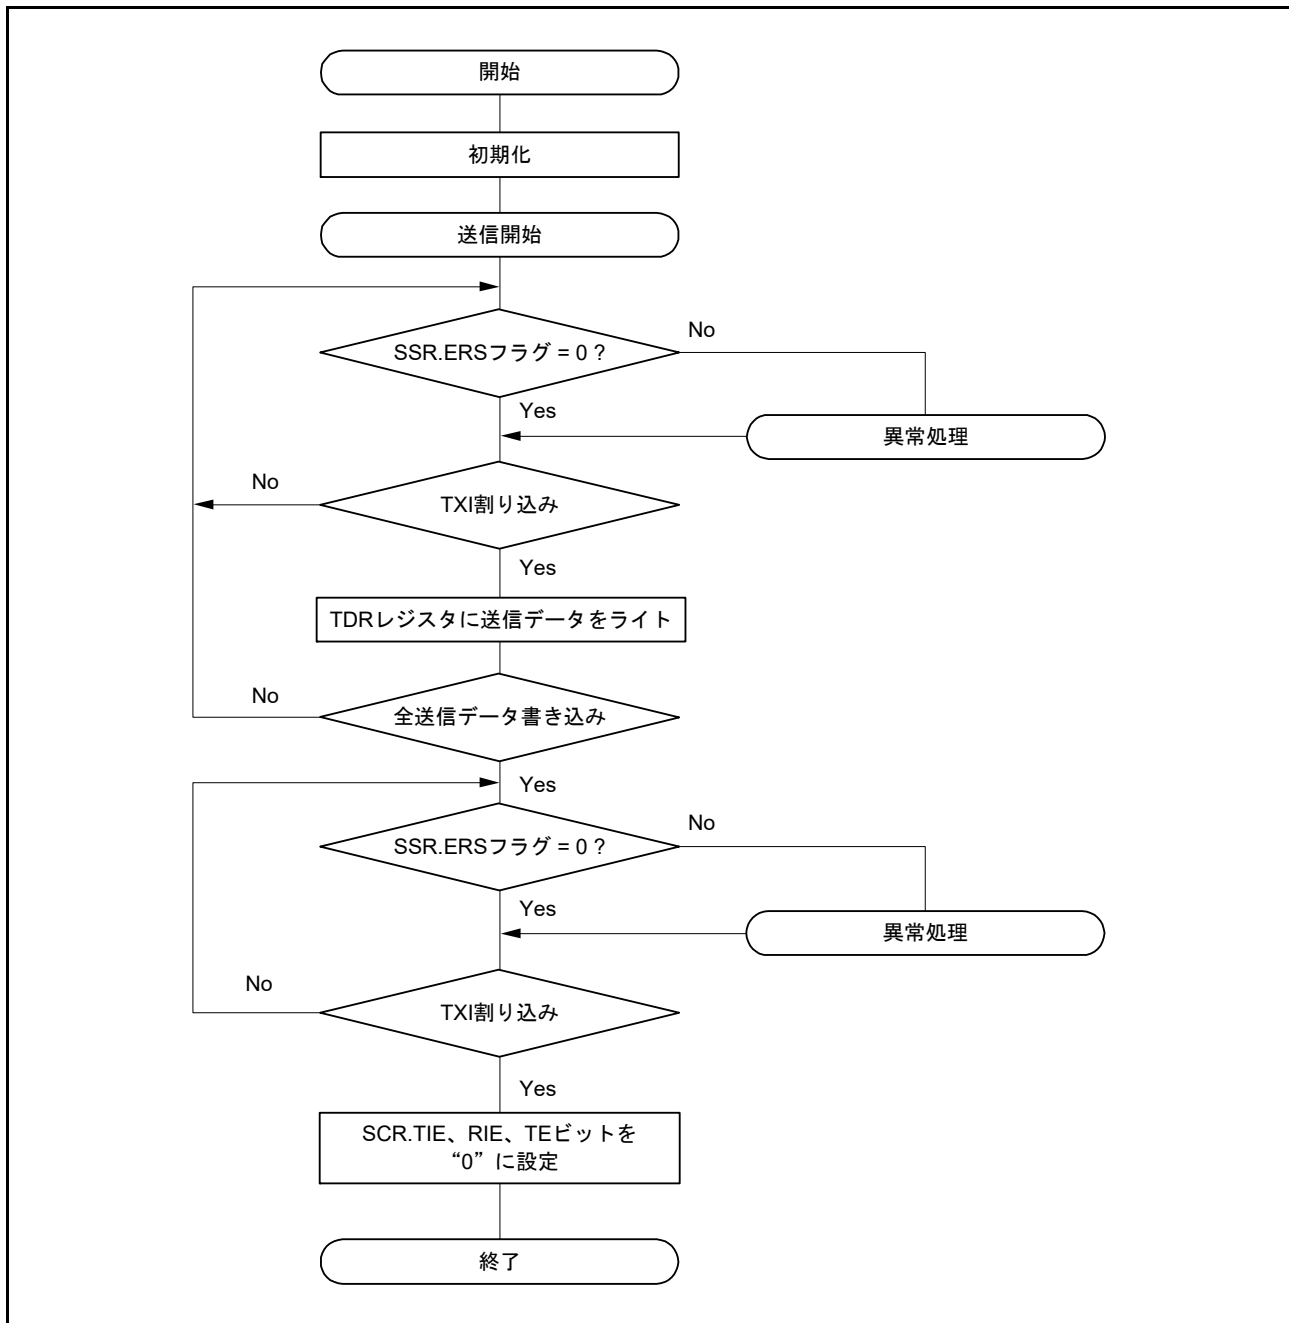 開始
初期化
送信開始
SSR.ERSフラグ = 0 ?
No
Yes
異常処理
No
TXI割り込み
Yes
TDRレジスタに送信データをライト
No
全送信データ書き込み
Yes
SSR.ERSフラグ = 0 ?
No
Yes
異常処理
No
TXI割り込み
Yes
SCR.TIE、RIE、TEビットを
“0”に設定
終了